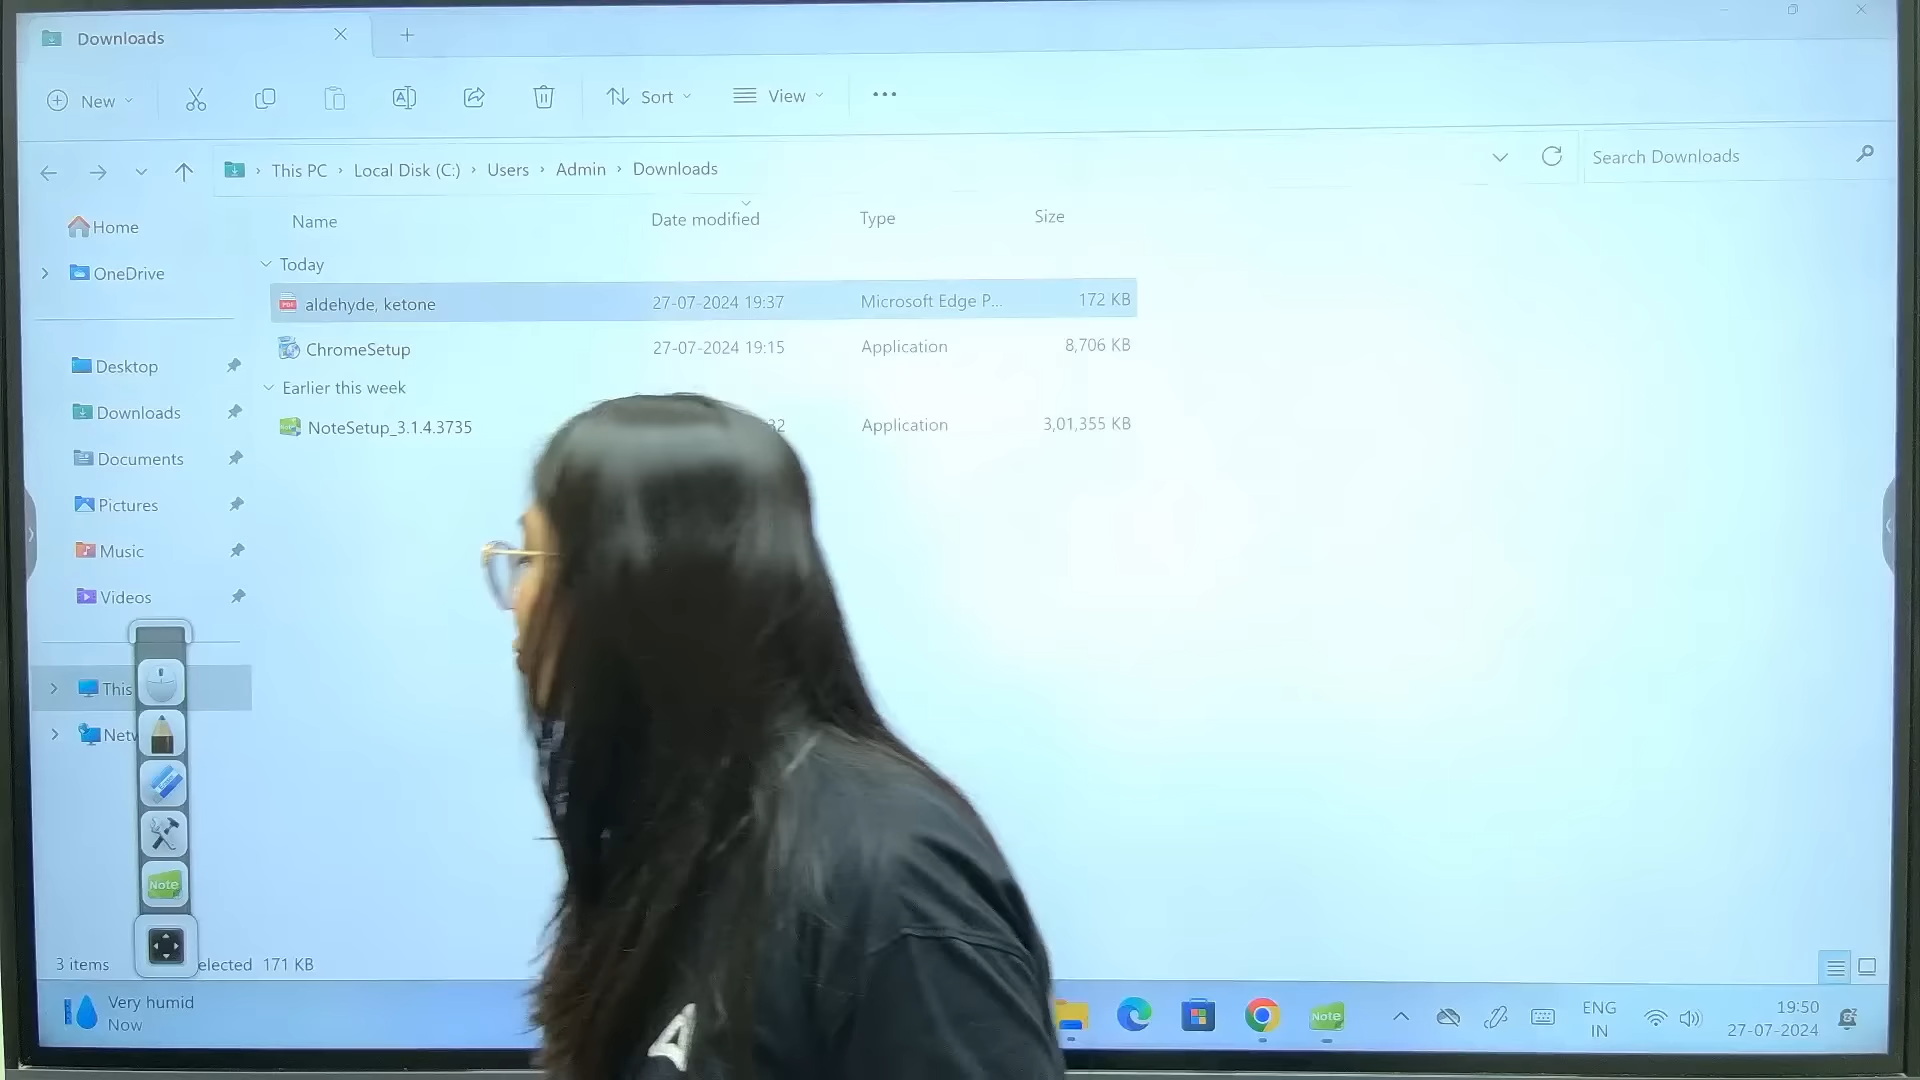 Downloads
New
Sort
View
This PC
Local Disk (C:)
Users
Admin
Downloads
Search Downloads
Home
OneDrive
Desktop
Downloads
Documents
Pictures
Music
Videos
This
Name
Date modified
Type
Size
Today
PDF
aldehyde, ketone 27-07-2024 19:37 Microsoft Edge P... 172 KB
ChromeSetup 27-07-2024 19:15 Application 8,706 KB
Earlier this week
NoteSetup_3.1.4.3735 32 Application 3,01,355 KB
Note
3 items
elected 171 KB
Very humid
Now
Note
ENG
IN
19:50
27-07-2024